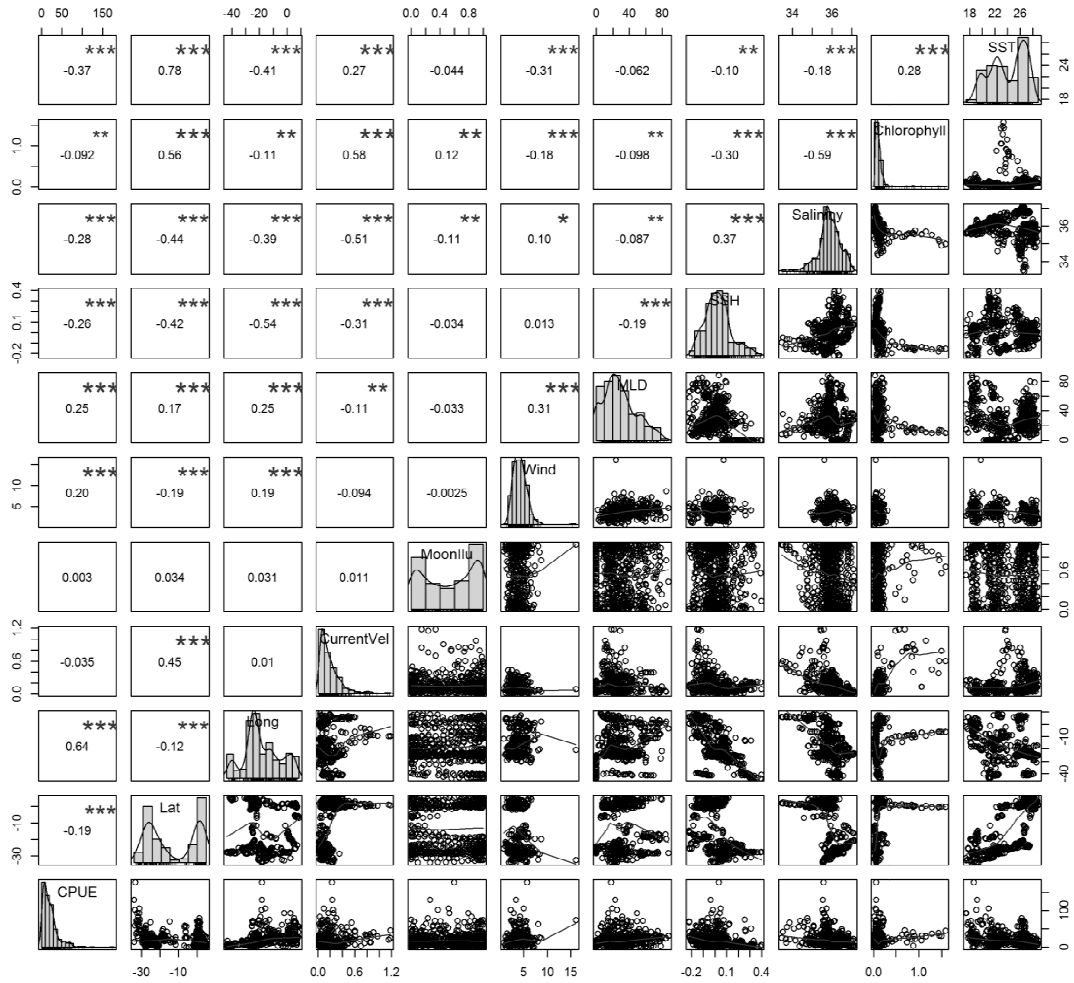 0 50 150 -40 -20 0 0.0 0.4 0.8 0 40 80 34 36 18 22 26
*** *** *** *** *** ** *** *** SST
-0.37 0.78 -0.41 0.27 -0.044 -0.31 -0.062 -0.10 -0.18 0.28 18 24
** *** ** *** ** *** ** *** *** Chlorophyll
0.0 1.0 -0.092 0.56 -0.11 0.58 0.12 -0.18 -0.098 -0.30 -0.59
*** *** *** *** ** * ** *** Salinity
-0.28 -0.44 -0.39 -0.51 -0.11 0.10 -0.087 0.37 34 36
*** *** *** *** *** SSH
-0.2 0.1 0.4 -0.26 -0.42 -0.54 -0.31 -0.034 0.013 -0.19
*** *** *** ** *** MLD
0.25 0.17 0.25 -0.11 -0.033 0.31 0 40 80
*** *** *** Wind
5 10 0.20 -0.19 0.19 -0.094 -0.0025
MoonIlu
0.003 0.034 0.031 0.011 0.0 0.6
*** CurrentVel
0.0 0.6 1.2 -0.035 0.45 0.01
*** *** Long
0.64 -0.12 -40 -10
*** Lat
-30 -10 -0.19
CPUE
0 100
-30 -10 0.0 0.4 0.8 1.2 5 10 15 -0.2 0.1 0.4 0.0 1.0